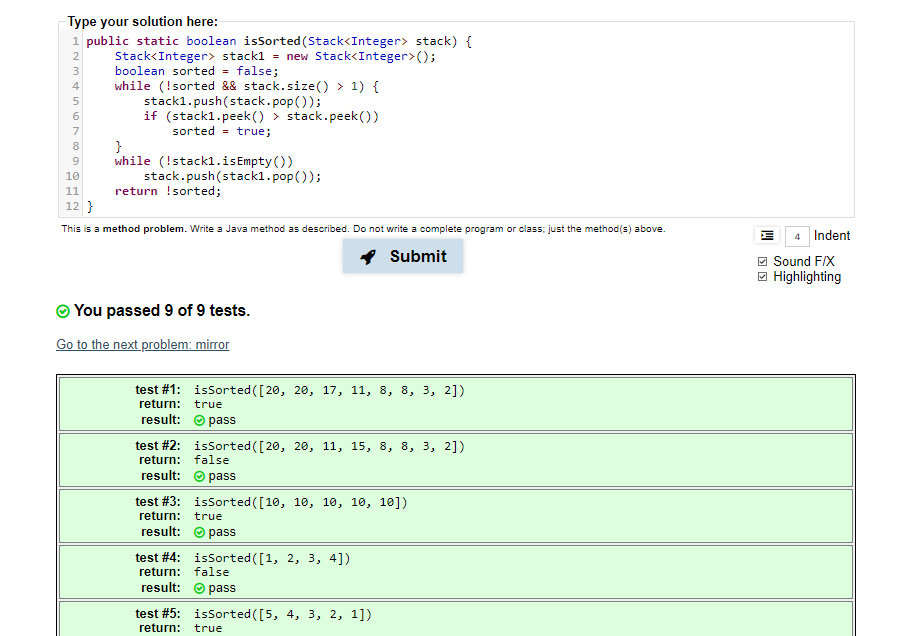 Type your solution here:
1 public static boolean isSorted(Stack<Integer> stack) {
2     Stack<Integer> stack1 = new Stack<Integer>();
3     boolean sorted = false;
4     while (!sorted && stack.size() > 1) {
5         stack1.push(stack.pop());
6         if (stack1.peek() > stack.peek())
7             sorted = true;
8     }
9     while (!stack1.isEmpty())
10         stack.push(stack1.pop());
11     return !sorted;
12 }
This is a method problem. Write a Java method as described. Do not write a complete program or class; just the method(s) above.
4 Indent
Submit
Sound F/X
Highlighting
You passed 9 of 9 tests.
Go to the next problem: mirror
test #1: isSorted([20, 20, 17, 11, 8, 8, 3, 2])
return: true
result: pass
test #2: isSorted([20, 20, 11, 15, 8, 8, 3, 2])
return: false
result: pass
test #3: isSorted([10, 10, 10, 10, 10])
return: true
result: pass
test #4: isSorted([1, 2, 3, 4])
return: false
result: pass
test #5: isSorted([5, 4, 3, 2, 1])
return: true